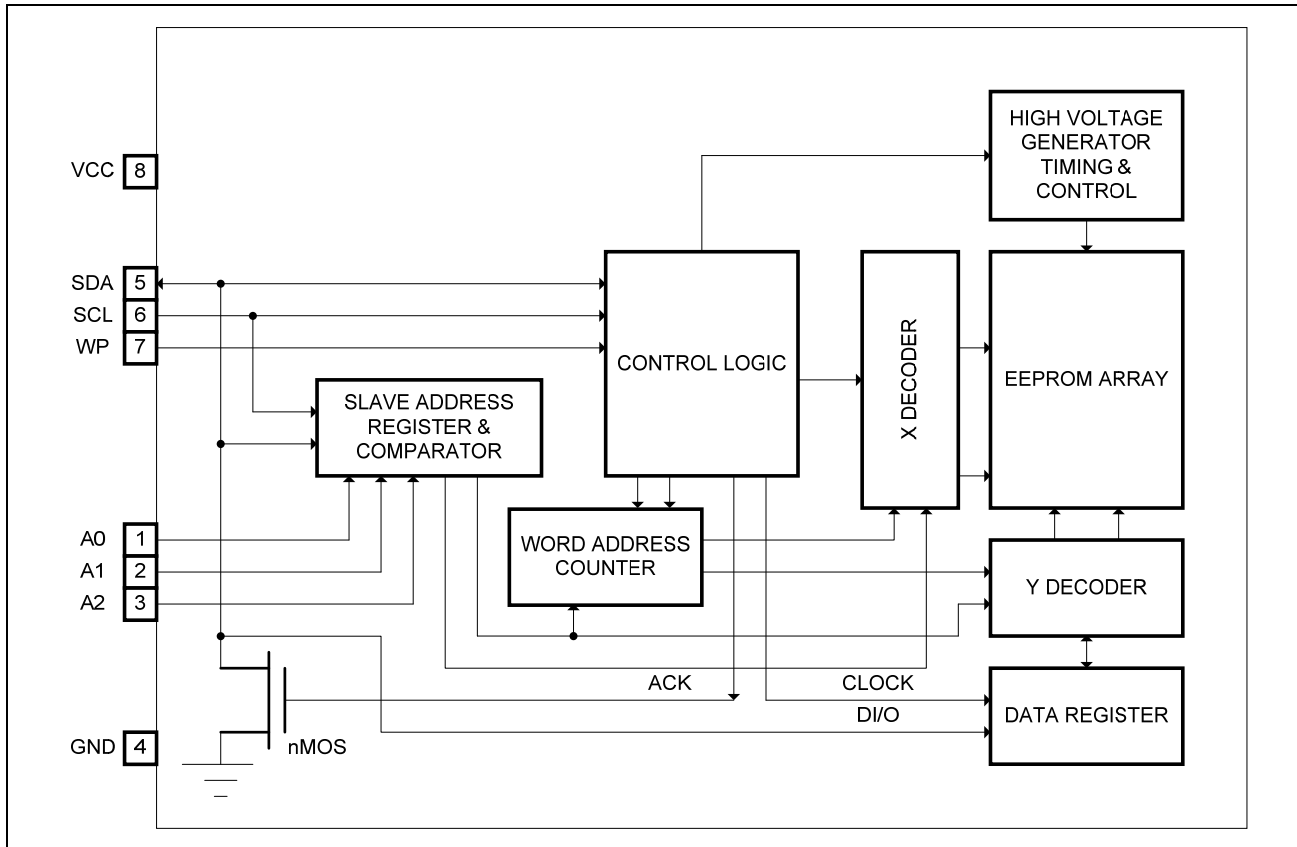 HIGH VOLTAGE
GENERATOR
TIMING &
CONTROL
VCC 8
SDA 5
SCL 6
WP 7
CONTROL LOGIC
X DECODER
EEPROM ARRAY
SLAVE ADDRESS
REGISTER &
COMPARATOR
A0 1
A1 2
A2 3
WORD ADDRESS
COUNTER
Y DECODER
ACK
CLOCK
DI/O
DATA REGISTER
GND 4
nMOS